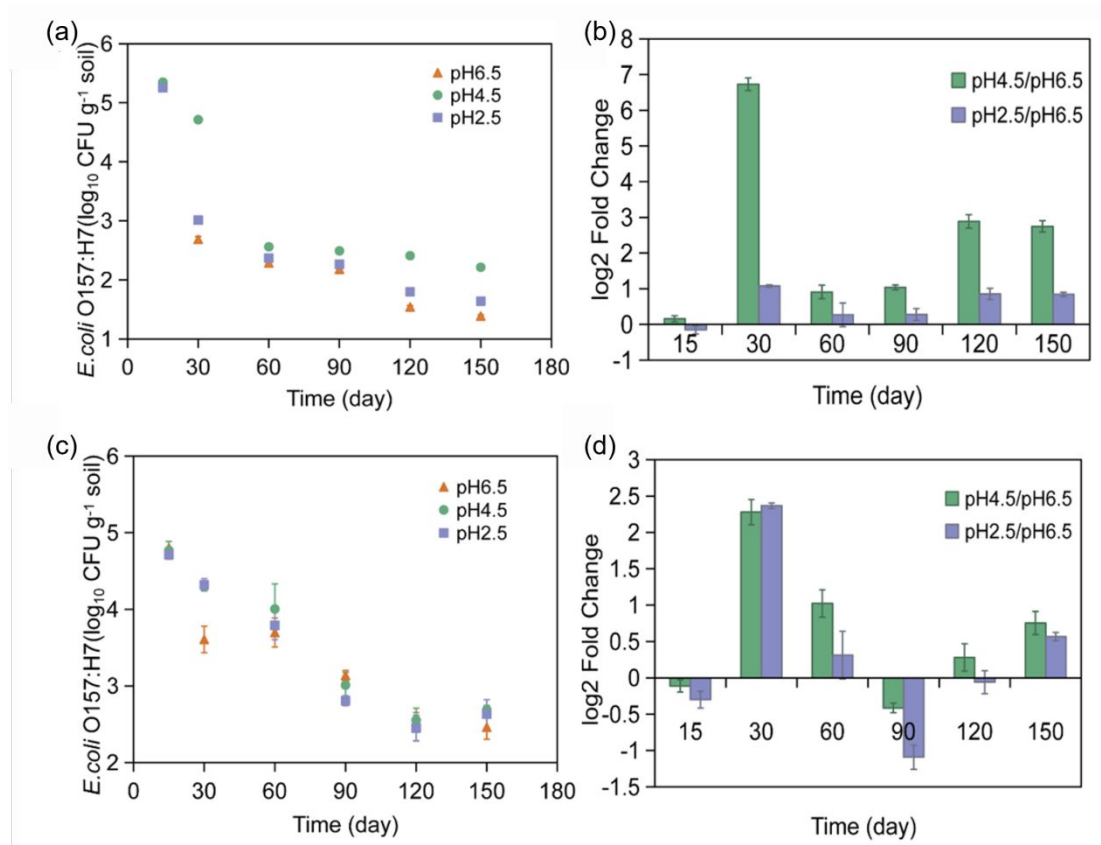 (a)
E.coli O157:H7(log₁₀ CFU g⁻¹ soil)
6
5
4
3
2
1
pH6.5
pH4.5
pH2.5
0 30 60 90 120 150 180
Time (day)
(b)
log2 Fold Change
8
7
6
5
4
3
2
1
0
-1
pH4.5/pH6.5
pH2.5/pH6.5
15 30 60 90 120 150
Time (day)
(c)
E.coli O157:H7(log₁₀ CFU g⁻¹ soil)
6
5
4
3
2
pH6.5
pH4.5
pH2.5
0 30 60 90 120 150 180
Time (day)
(d)
log2 Fold Change
3
2.5
2
1.5
1
0.5
0
-0.5
-1
-1.5
pH4.5/pH6.5
pH2.5/pH6.5
15 30 60 90 120 150
Time (day)